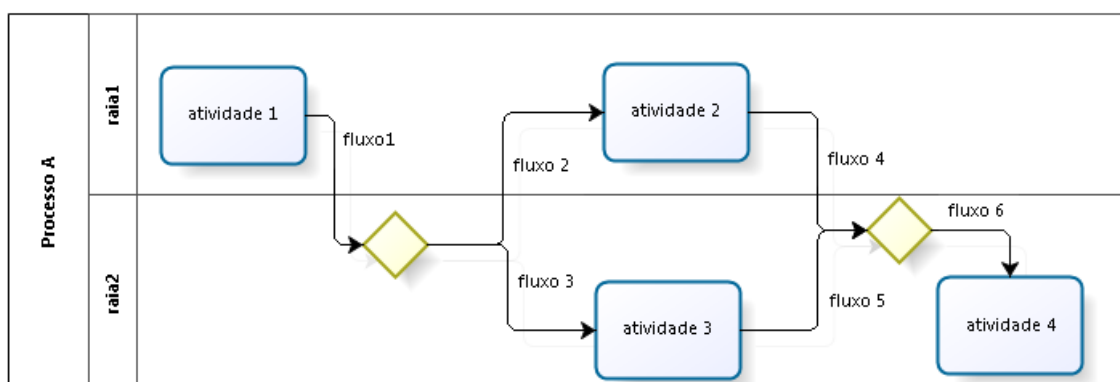 Processo A
raia1
atividade 1
fluxo1
fluxo 2
atividade 2
fluxo 4
raia2
fluxo 3
atividade 3
fluxo 5
fluxo 6
atividade 4